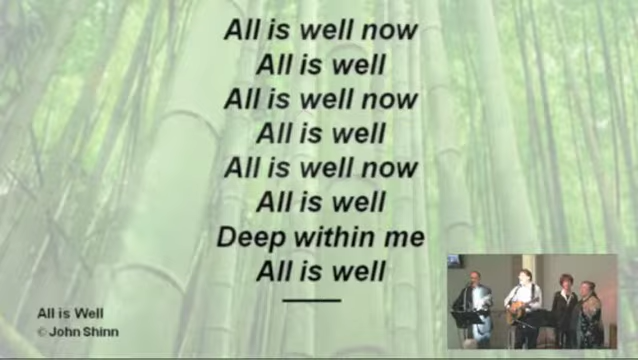 All is well now
All is well
All is well now
All is well
All is well now
All is well
Deep within me
All is well
All is Well
© John Shinn